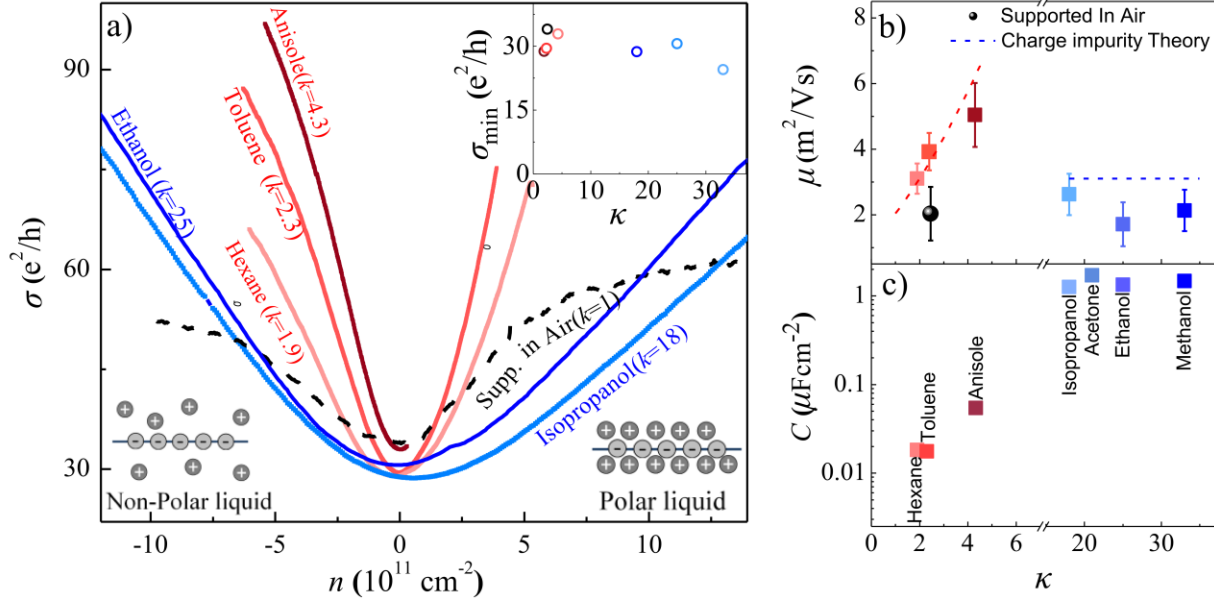 a)
σ (e²/h)
90
60
30
-10
-5
0
5
10
n (10¹¹ cm⁻²)
Anisole(k=4.3)
Toluene (k=2.3)
Hexane (k=1.9)
Ethanol (k=25)
Isopropanol(k=18)
Supp. in Air(k=1)
Non-Polar liquid
Polar liquid
+ + + +
- - - - -
+ + +
+ + + + +
- - - - -
+ + + + + +
σmin (e²/h)
30
15
0
0
10
20
30
κ
b)
Supported In Air
Charge impurity Theory
μ (m²/Vs)
8
6
4
2
c)
C (μFcm⁻²)
1
0.1
0.01
Hexane
Toluene
Anisole
Isopropanol
Acetone
Ethanol
Methanol
0
2
4
6
20
30
κ